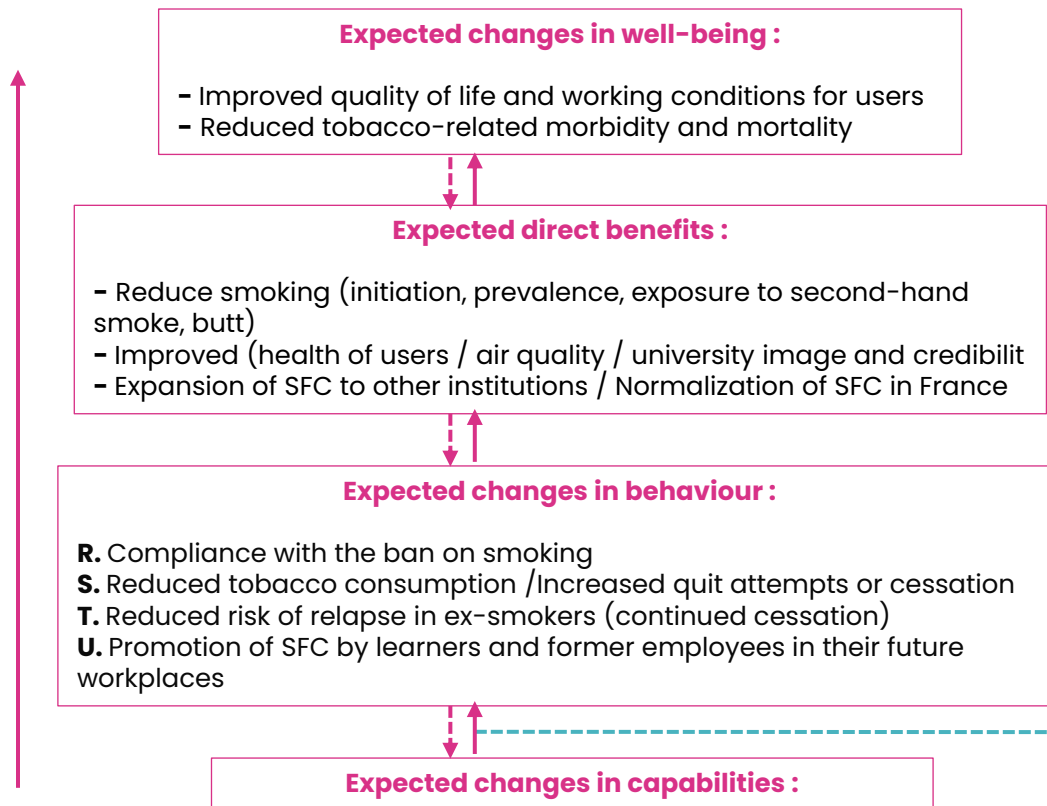 Expected changes in well-being :
– Improved quality of life and working conditions for users
– Reduced tobacco-related morbidity and mortality
Expected direct benefits :
– Reduce smoking (initiation, prevalence, exposure to second-hand
smoke, butt)
– Improved (health of users / air quality / university image and credibilit
– Expansion of SFC to other institutions / Normalization of SFC in France
Expected changes in behaviour :
R. Compliance with the ban on smoking
S. Reduced tobacco consumption /Increased quit attempts or cessation
T. Reduced risk of relapse in ex-smokers (continued cessation)
U. Promotion of SFC by learners and former employees in their future
workplaces
Expected changes in capabilities :